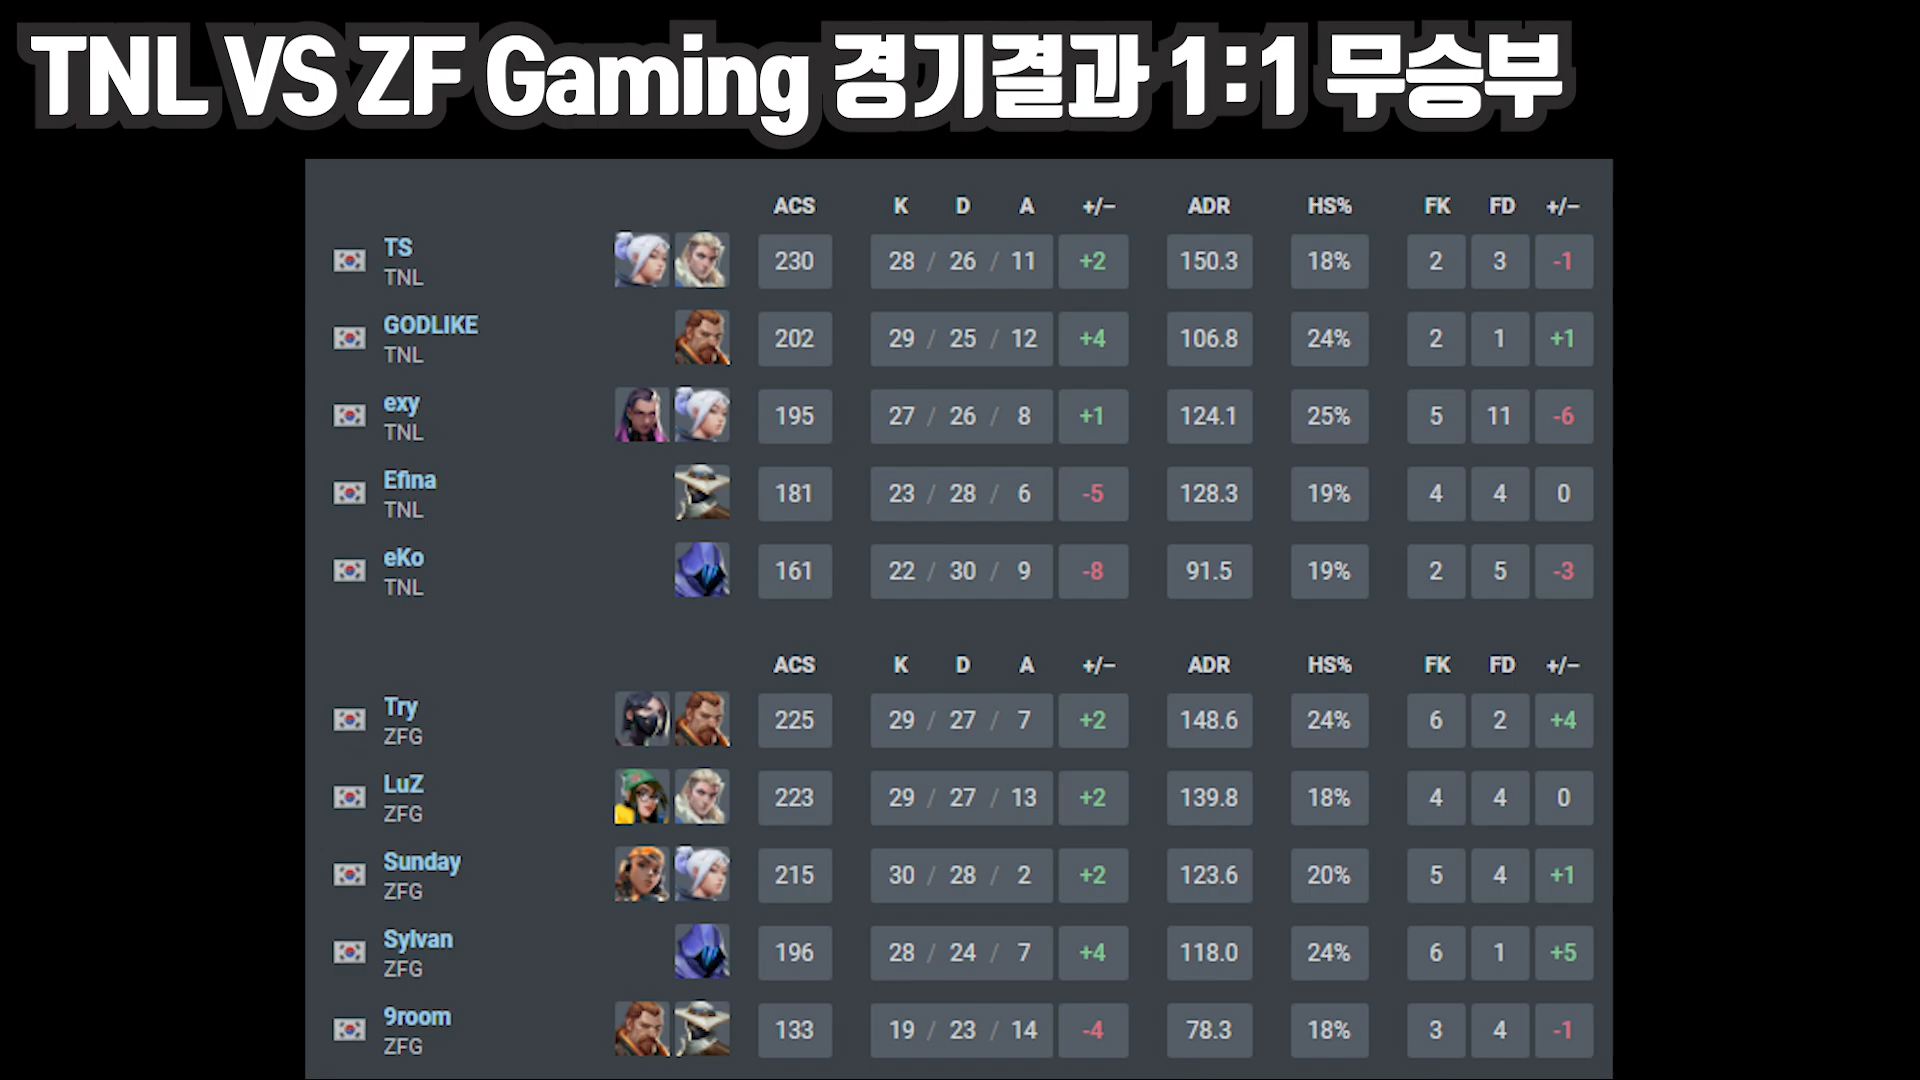 TNL VS ZF Gaming 경기결과 1:1 무승부
ACS K D A +/− ADR HS% FK FD +/−
TS 230 28 / 26 / 11 +2 150.3 18% 2 3 -1
TNL
GODLIKE 202 29 / 25 / 12 +4 106.8 24% 2 1 +1
TNL
exy 195 27 / 26 / 8 +1 124.1 25% 5 11 -6
TNL
Efina 181 23 / 28 / 6 -5 128.3 19% 4 4 0
TNL
eKo 161 22 / 30 / 9 -8 91.5 19% 2 5 -3
TNL
ACS K D A +/− ADR HS% FK FD +/−
Try 225 29 / 27 / 7 +2 148.6 24% 6 2 +4
ZFG
LuZ 223 29 / 27 / 13 +2 139.8 18% 4 4 0
ZFG
Sunday 215 30 / 28 / 2 +2 123.6 20% 5 4 +1
ZFG
Sylvan 196 28 / 24 / 7 +4 118.0 24% 6 1 +5
ZFG
9room 133 19 / 23 / 14 -4 78.3 18% 3 4 -1
ZFG